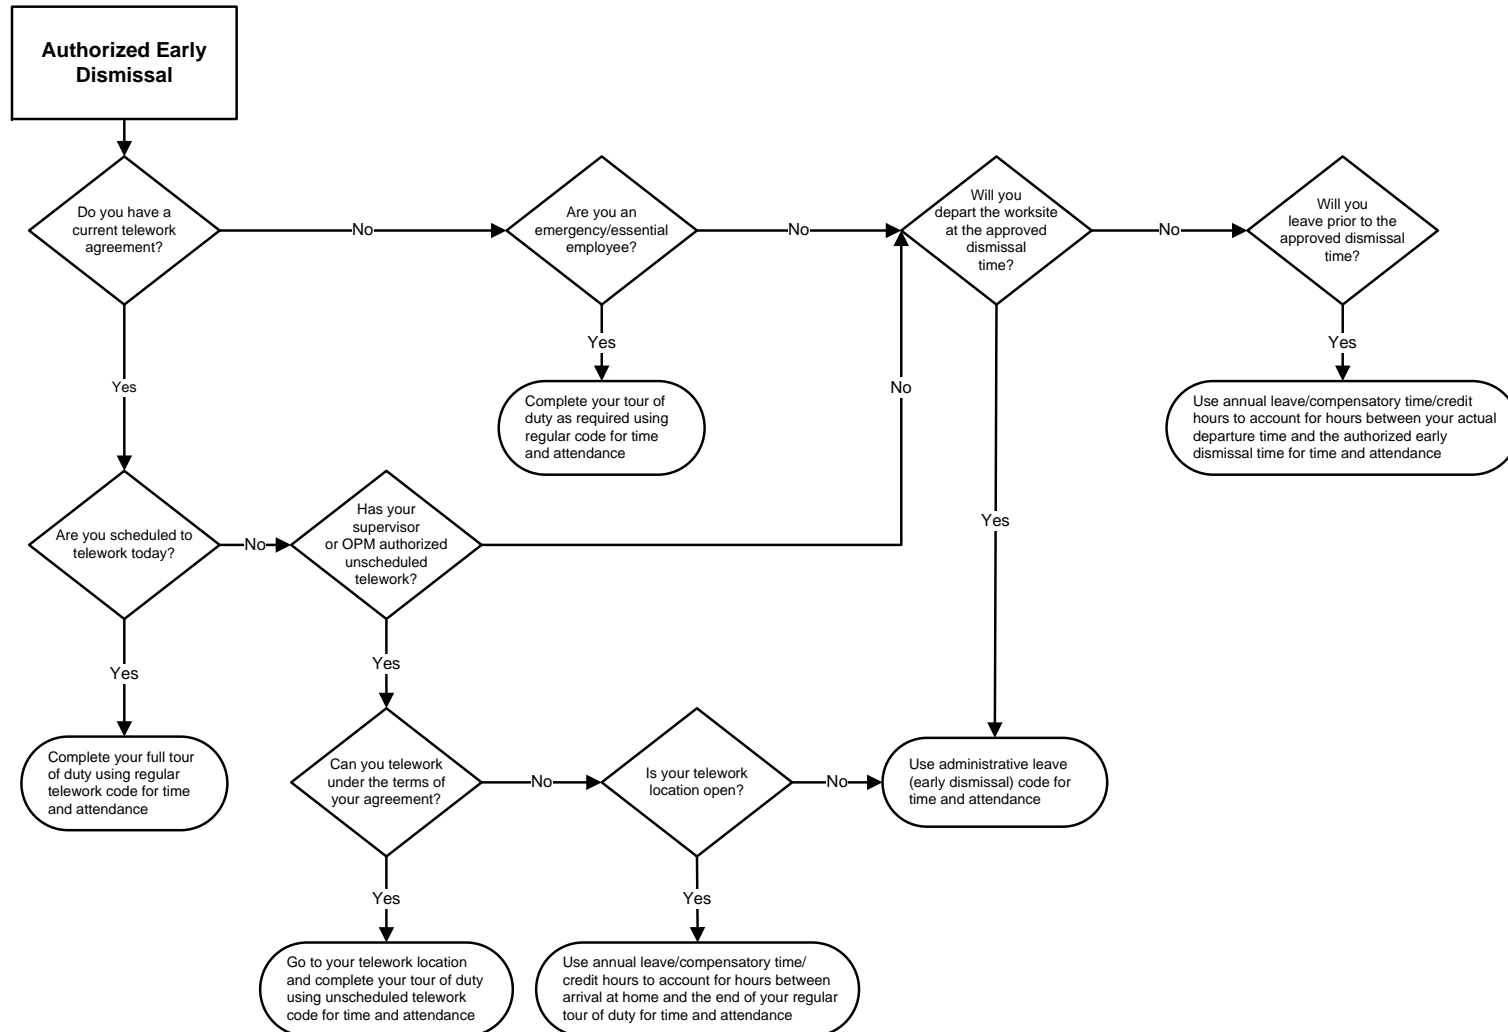 Authorized Early
Dismissal
Do you have a
current telework
agreement?
No
Are you an
emergency/essential
employee?
No
Will you
depart the worksite
at the approved
dismissal
time?
No
Will you
leave prior to the
approved dismissal
time?
Yes
Yes
Yes
Complete your tour of
duty as required using
regular code for time
and attendance
No
Use annual leave/compensatory time/credit
hours to account for hours between your actual
departure time and the authorized early
dismissal time for time and attendance
Are you scheduled to
telework today?
No
Has your
supervisor
or OPM authorized
unscheduled
telework?
Yes
Yes
Yes
Complete your full tour
of duty using regular
telework code for time
and attendance
Can you telework
under the terms of
your agreement?
No
Is your telework
location open?
No
Use administrative leave
(early dismissal) code for
time and attendance
Yes
Yes
Go to your telework location
and complete your tour of duty
using unscheduled telework
code for time and attendance
Use annual leave/compensatory time/
credit hours to account for hours between
arrival at home and the end of your regular
tour of duty for time and attendance